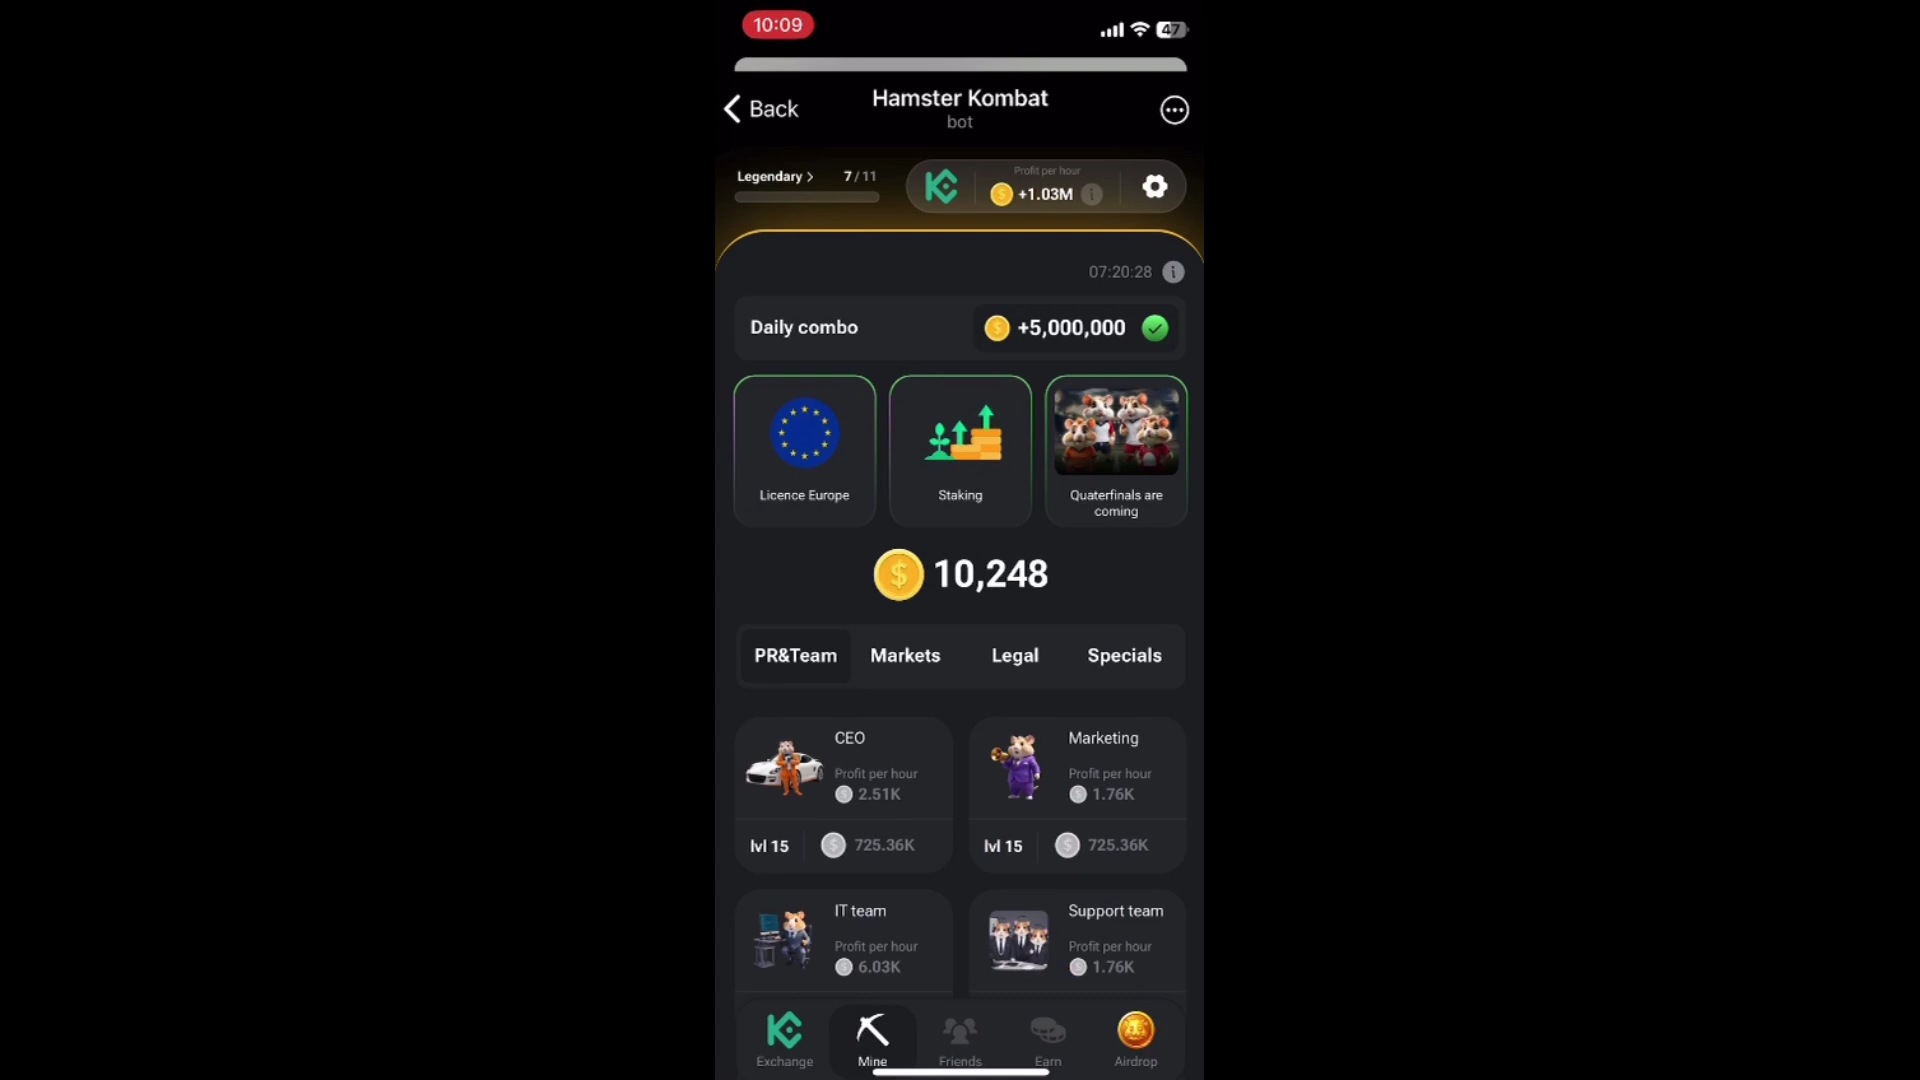 10:09
47
Back
Hamster Kombat
bot
Legendary
7/11
Profit per hour
+1.03M
07:20:28
Daily combo
+5,000,000
Licence Europe
Staking
Quaterfinals are
coming
10,248
PR&Team
Markets
Legal
Specials
CEO
Profit per hour
2.51K
lvl 15
725.36K
Marketing
Profit per hour
1.76K
lvl 15
725.36K
IT team
Profit per hour
6.03K
Support team
Profit per hour
1.76K
Exchange
Mine
Friends
Earn
Airdrop